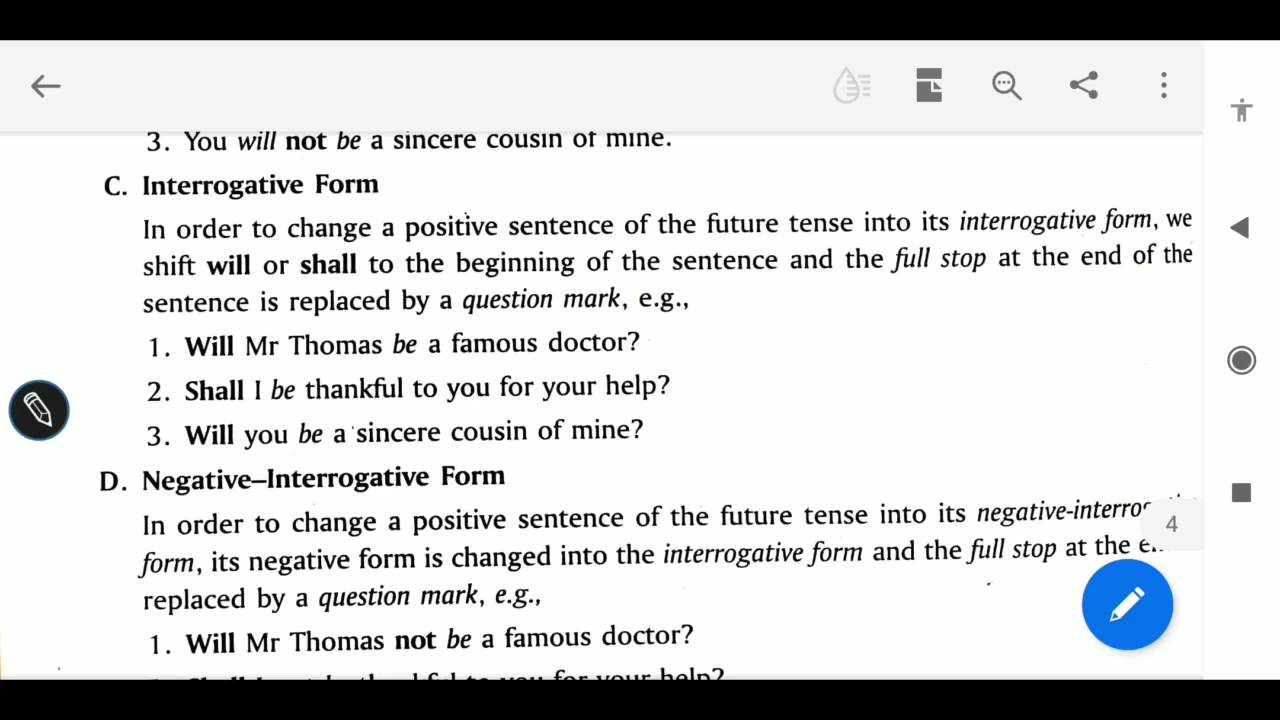 3. You will not be a sincere cousin of mine.
C. Interrogative Form
In order to change a positive sentence of the future tense into its interrogative form, we
shift will or shall to the beginning of the sentence and the full stop at the end of the
sentence is replaced by a question mark, e.g.,
1. Will Mr Thomas be a famous doctor?
2. Shall I be thankful to you for your help?
3. Will you be a sincere cousin of mine?
D. Negative–Interrogative Form
In order to change a positive sentence of the future tense into its
form, its negative form is changed into the interrogative form and the full stop at the
replaced by a question mark, e.g.,
4
1. Will Mr Thomas not be a famous doctor?
to you for your help?